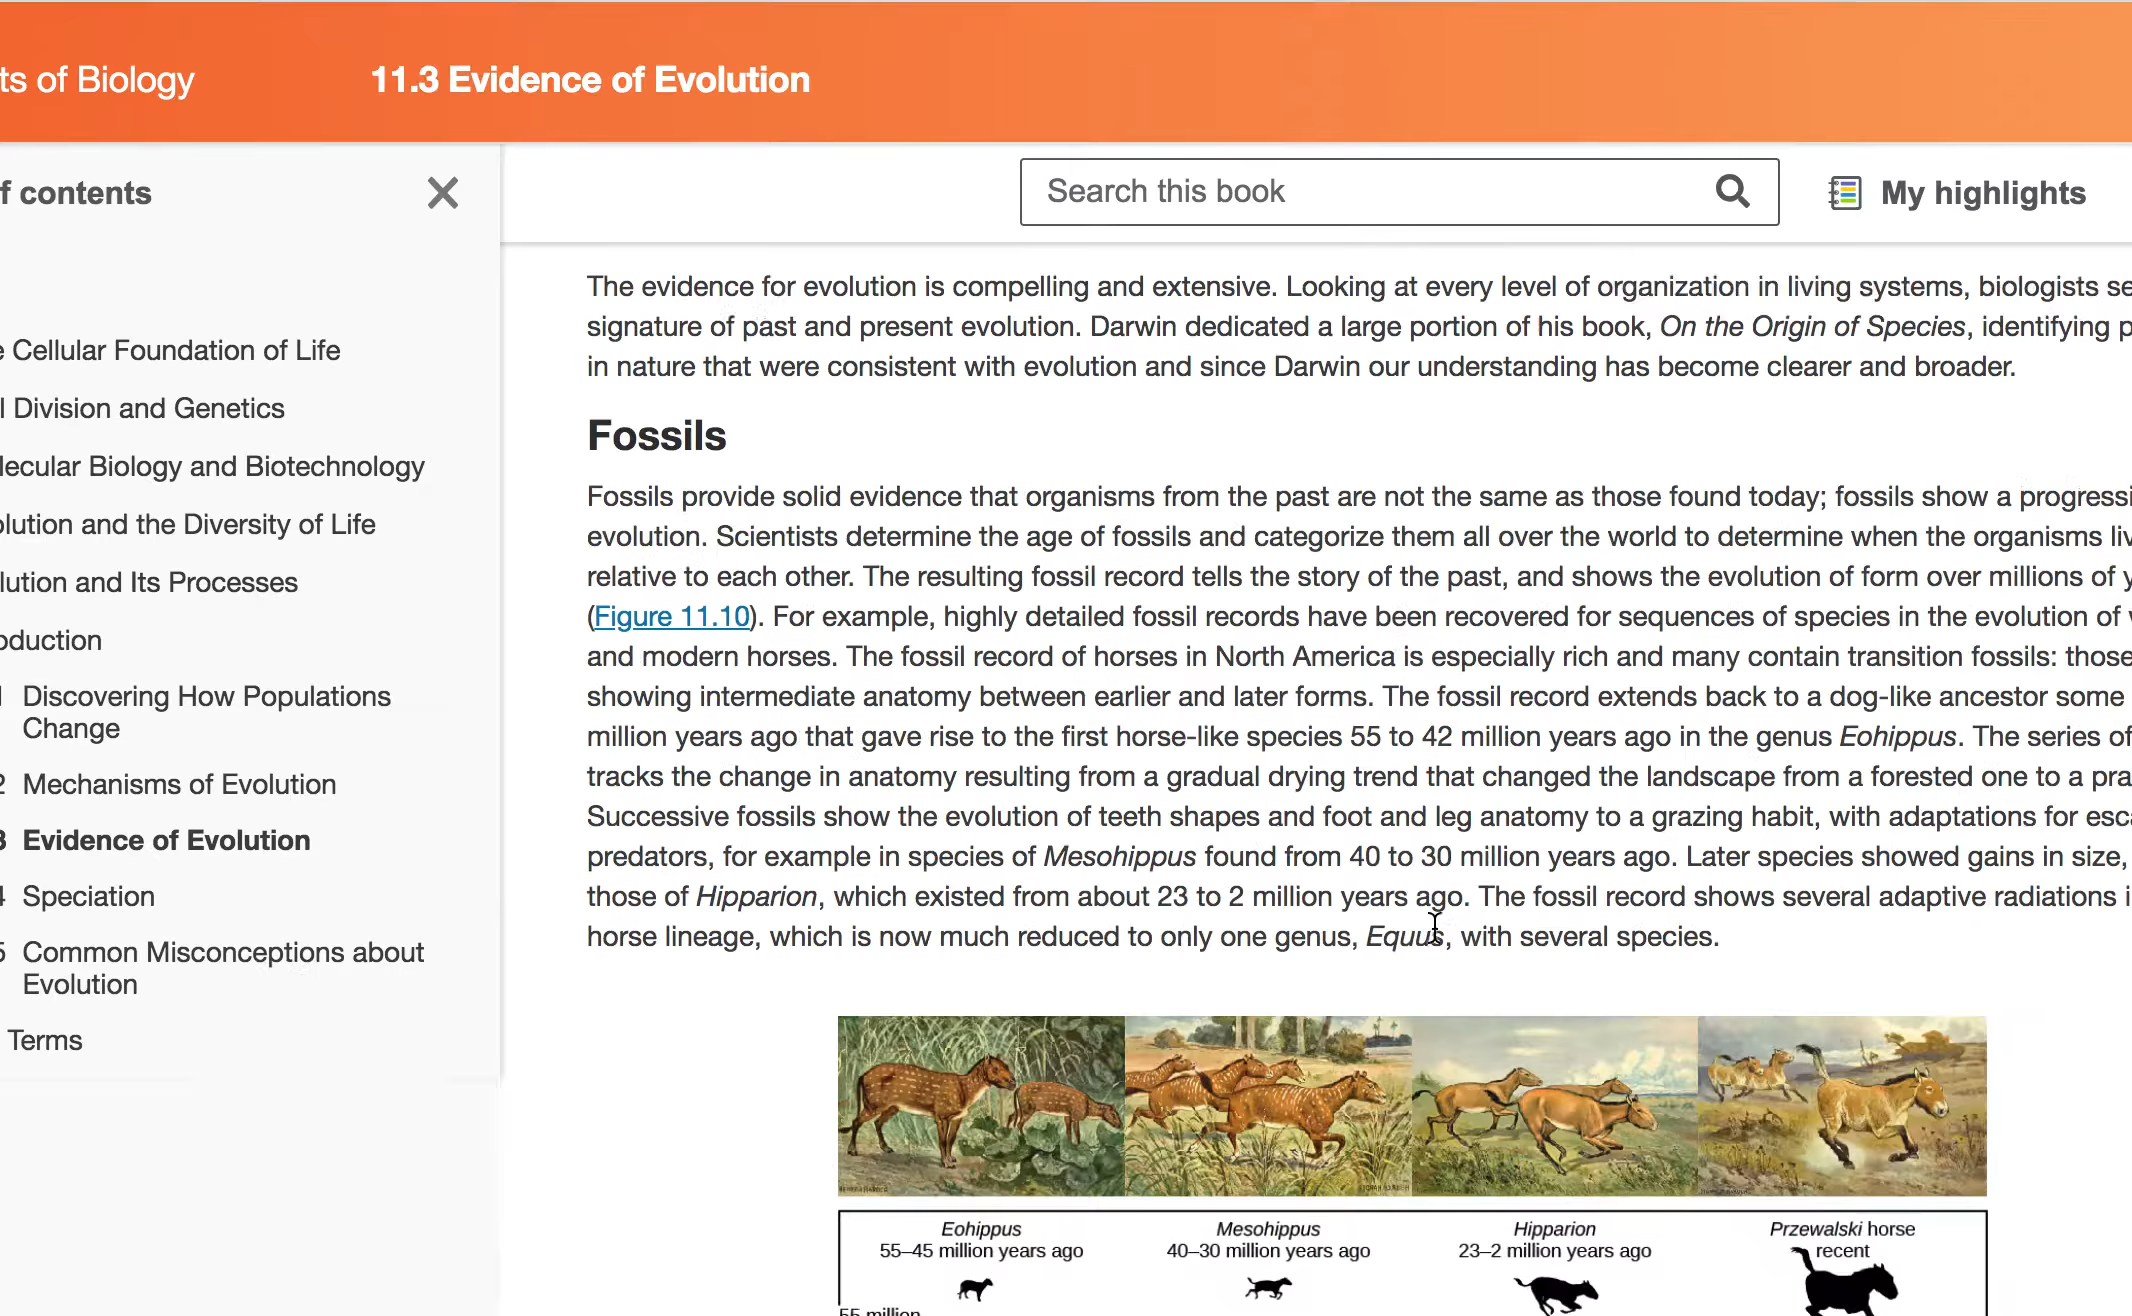 ts of Biology
11.3 Evidence of Evolution
f contents
Search this book
My highlights
e Cellular Foundation of Life
l Division and Genetics
lecular Biology and Biotechnology
olution and the Diversity of Life
lution and Its Processes
oduction
Discovering How Populations
Change
2 Mechanisms of Evolution
3 Evidence of Evolution
4 Speciation
5 Common Misconceptions about
Evolution
Terms
The evidence for evolution is compelling and extensive. Looking at every level of organization in living systems, biologists se
signature of past and present evolution. Darwin dedicated a large portion of his book, On the Origin of Species, identifying p
in nature that were consistent with evolution and since Darwin our understanding has become clearer and broader.
Fossils
Fossils provide solid evidence that organisms from the past are not the same as those found today; fossils show a progressi
evolution. Scientists determine the age of fossils and categorize them all over the world to determine when the organisms liv
relative to each other. The resulting fossil record tells the story of the past, and shows the evolution of form over millions of y
(Figure 11.10). For example, highly detailed fossil records have been recovered for sequences of species in the evolution of
and modern horses. The fossil record of horses in North America is especially rich and many contain transition fossils: those
showing intermediate anatomy between earlier and later forms. The fossil record extends back to a dog-like ancestor some
million years ago that gave rise to the first horse-like species 55 to 42 million years ago in the genus Eohippus. The series of
tracks the change in anatomy resulting from a gradual drying trend that changed the landscape from a forested one to a pra
Successive fossils show the evolution of teeth shapes and foot and leg anatomy to a grazing habit, with adaptations for esca
predators, for example in species of Mesohippus found from 40 to 30 million years ago. Later species showed gains in size,
those of Hipparion, which existed from about 23 to 2 million years ago. The fossil record shows several adaptive radiations i
horse lineage, which is now much reduced to only one genus, Equus, with several species.
Eohippus
55–45 million years ago
Mesohippus
40–30 million years ago
Hipparion
23–2 million years ago
Przewalski horse
recent
55 million